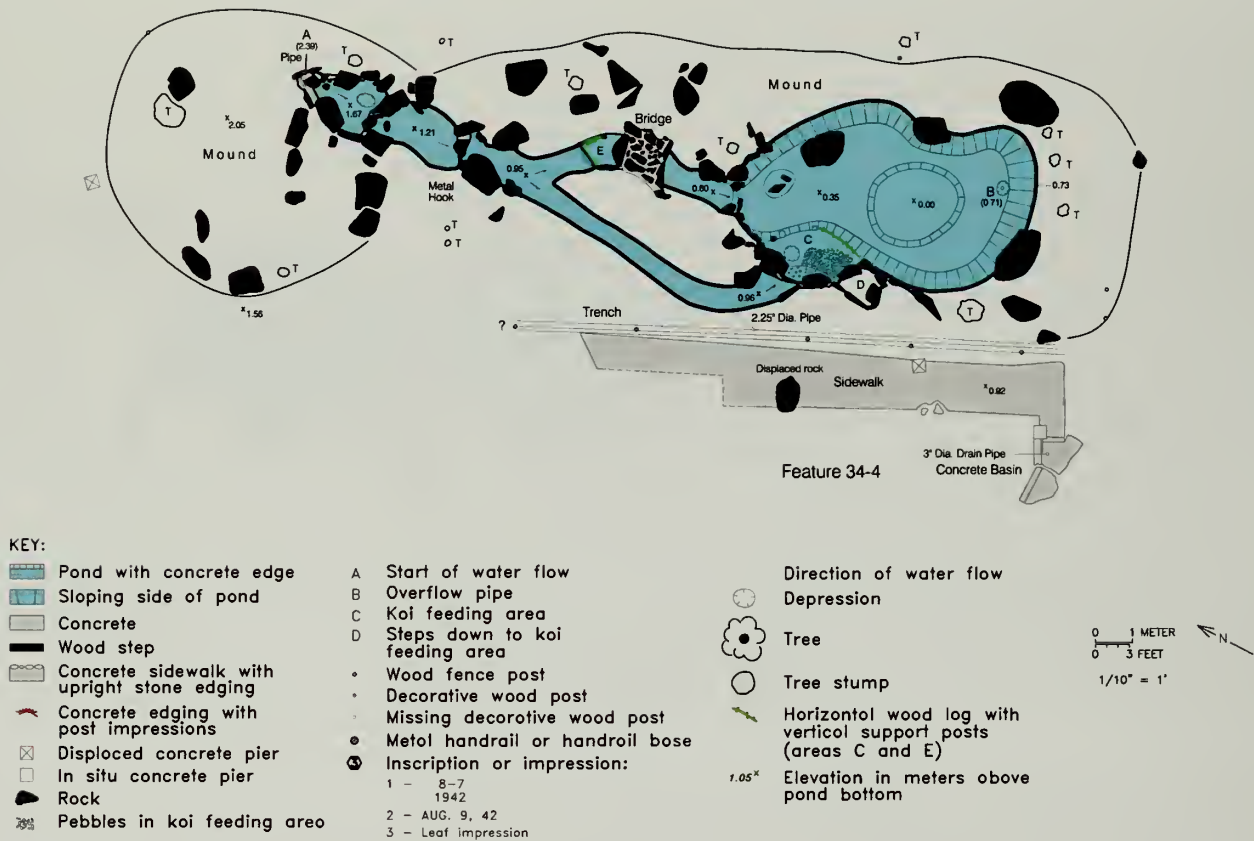 A
(2.39)
Pipe
T
T
T
T
T
Mound
Bridge
x 1.67
x 2.05
x 1.21
T
Mound
E
T
T
0.95 x
0.80 x
x 0.35
x 0.00
B
(0.71)
0.73
Metal
Hook
T
T
T
C
D
T
x 1.56
0.96 x
T
Trench
2.25" Dia. Pipe
?
Displaced rock
Sidewalk
x 0.92
3" Dia. Drain Pipe
Concrete Basin
Feature 34-4
KEY:
Pond with concrete edge
Sloping side of pond
Concrete
Wood step
Concrete sidewalk with
upright stone edging
Concrete edging with
post impressions
Displaced concrete pier
In situ concrete pier
Rock
Pebbles in koi feeding areo
A Start of water flow
B Overflow pipe
C Koi feeding area
D Steps down to koi
feeding area
Wood fence post
Decorative wood post
Missing decorotive wood post
Metol handrail or handroil bose
Inscription or impression:
1 - 8-7
1942
2 - AUG. 9, 42
3 - Leaf impression
Direction of water flow
Depression
Tree
Tree stump
Horizontol wood log with
verticol support posts
(areas C and E)
1.05 x Elevation in meters obove
pond bottom
0 1 METER
0 3 FEET
1/10" = 1'
N